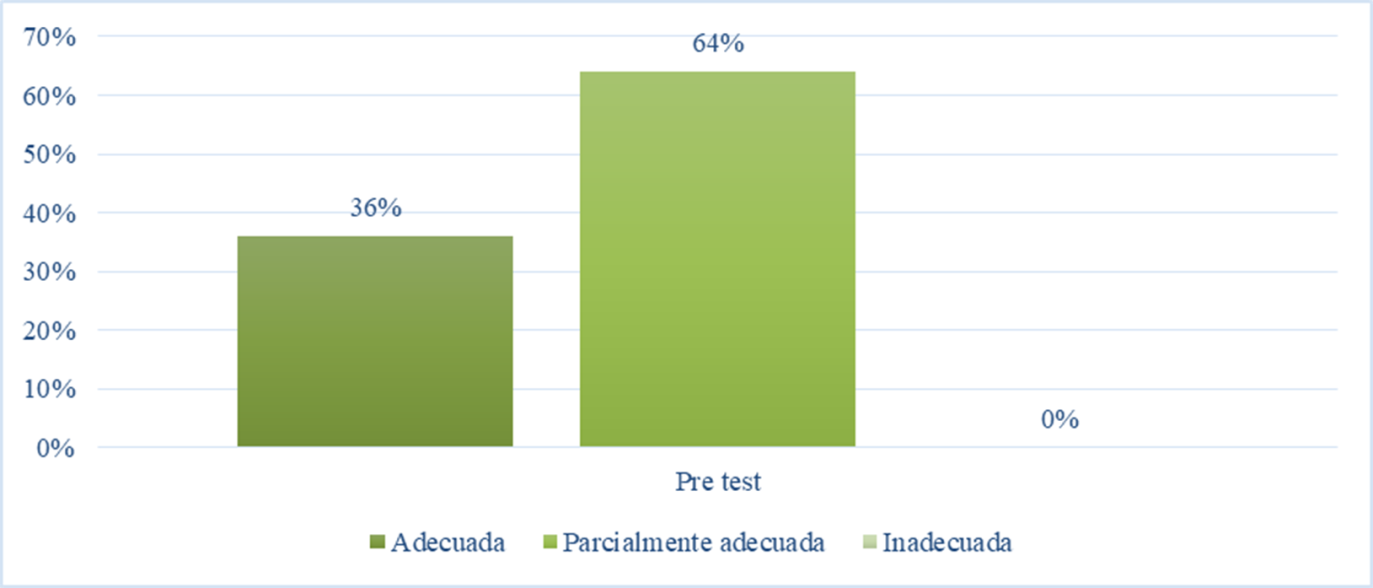 70%
64%
60%
50%
36%
40%
30%
20%
10%
0%
0%
Pre test
Adecuada
Parcialmente adecuada
Inadecuada